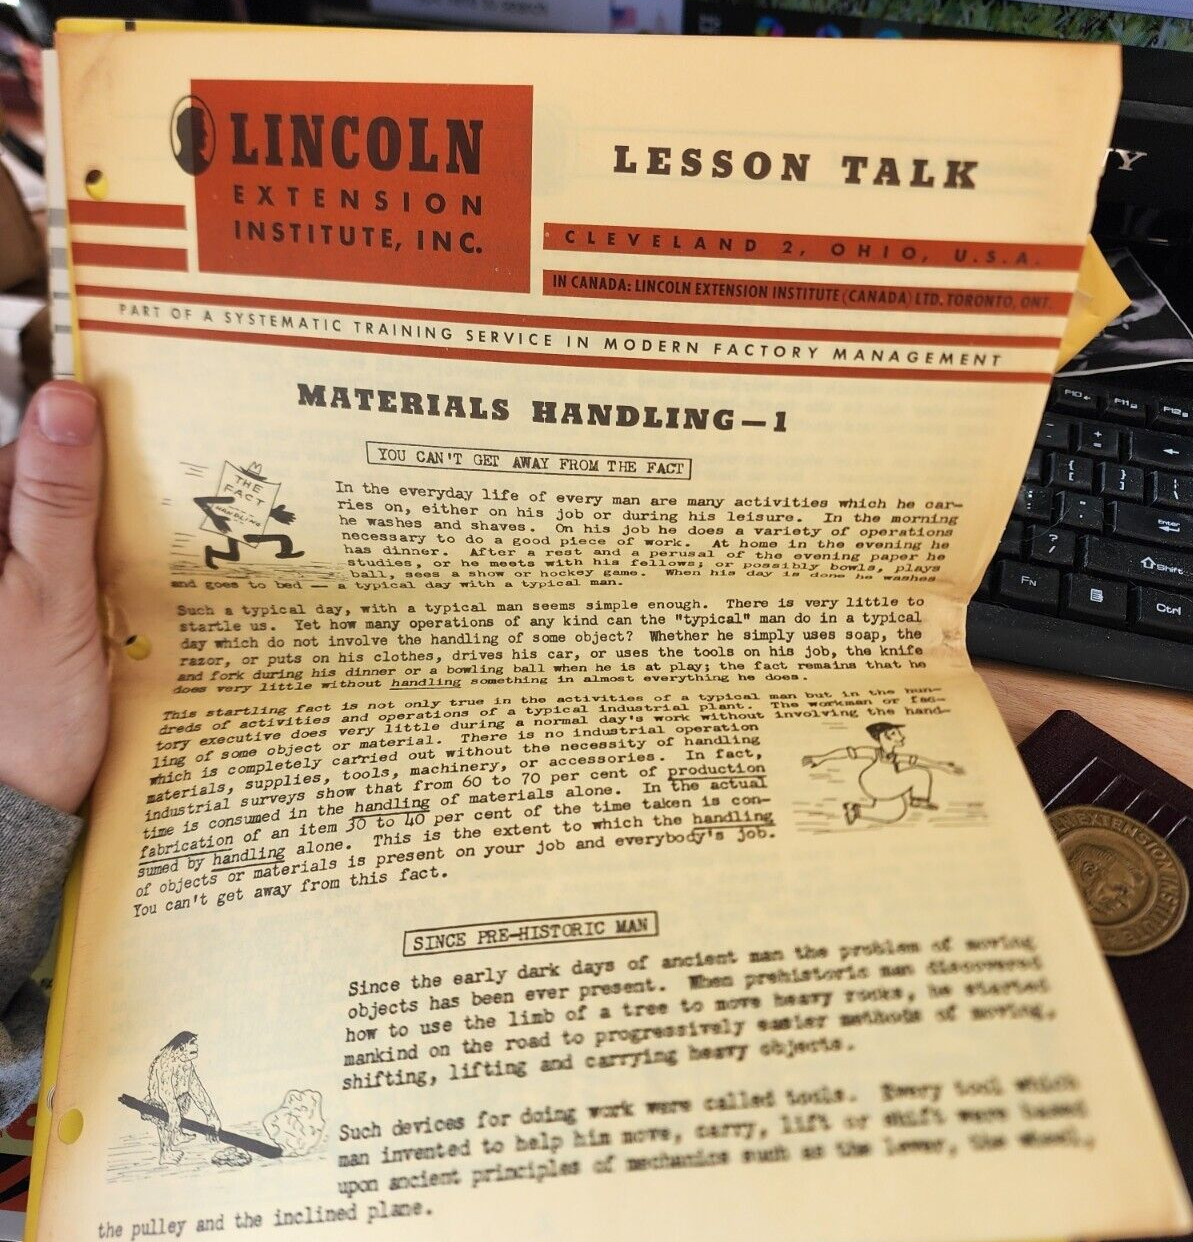 LINCOLN
EXTENSION
INSTITUTE, INC.
LESSON TALK
CLEVELAND 2, OHIO, U.S.A.
IN CANADA: LINCOLN EXTENSION INSTITUTE (CANADA) LTD. TORONTO, ONT.
PART OF A SYSTEMATIC TRAINING SERVICE IN MODERN FACTORY MANAGEMENT
MATERIALS HANDLING—1
YOU CAN'T GET AWAY FROM THE FACT
THE
FACT
HANDLING
In the everyday life of every man are many activities which he car-
ries on, either on his job or during his leisure. In the morning
he washes and shaves. On his job he does a variety of operations
necessary to do a good piece of work. At home in the evening he
has dinner. After a rest and a perusal of the evening paper he
studies, or he meets with his fellows; or possibly bowls, plays
ball, sees a show or hockey game. When his day is done he washes
and goes to bed — a typical day with a typical man.
Such a typical day, with a typical man seems simple enough. There is very little to
startle us. Yet how many operations of any kind can the "typical" man do in a typical
day which do not involve the handling of some object? Whether he simply uses soap, the
razor, or puts on his clothes, drives his car, or uses the tools on his job, the knife
and fork during his dinner or a bowling ball when he is at play; the fact remains that he
does very little without handling something in almost everything he does.
This startling fact is not only true in the activities of a typical man but in the hun-
dreds of activities and operations of a typical industrial plant. The workman or fac-
tory executive does very little during a normal day's work without involving the hand-
ling of some object or material. There is no industrial operation
which is completely carried out without the necessity of handling
materials, supplies, tools, machinery, or accessories. In fact,
industrial surveys show that from 60 to 70 per cent of production
time is consumed in the handling of materials alone. In the actual
fabrication of an item 30 to 40 per cent of the time taken is con-
sumed by handling alone. This is the extent to which the handling
of objects or materials is present on your job and everybody's job.
You can't get away from this fact.
SINCE PRE-HISTORIC MAN
Since the early dark days of ancient man the problem of moving
objects has been ever present. When prehistoric man discovered
how to use the limb of a tree to move heavy rocks, he started
mankind on the road to progressively easier methods of moving,
shifting, lifting and carrying heavy objects.
Such devices for doing work were called tools. Every tool which
man invented to help him move, carry, lift or shift were based
upon ancient principles of mechanics such as the lever, the wheel,
the pulley and the inclined plane.
F10
F11
F12
Enter
Shift
Fn
Ctrl
EXTENSION INSTITUTE